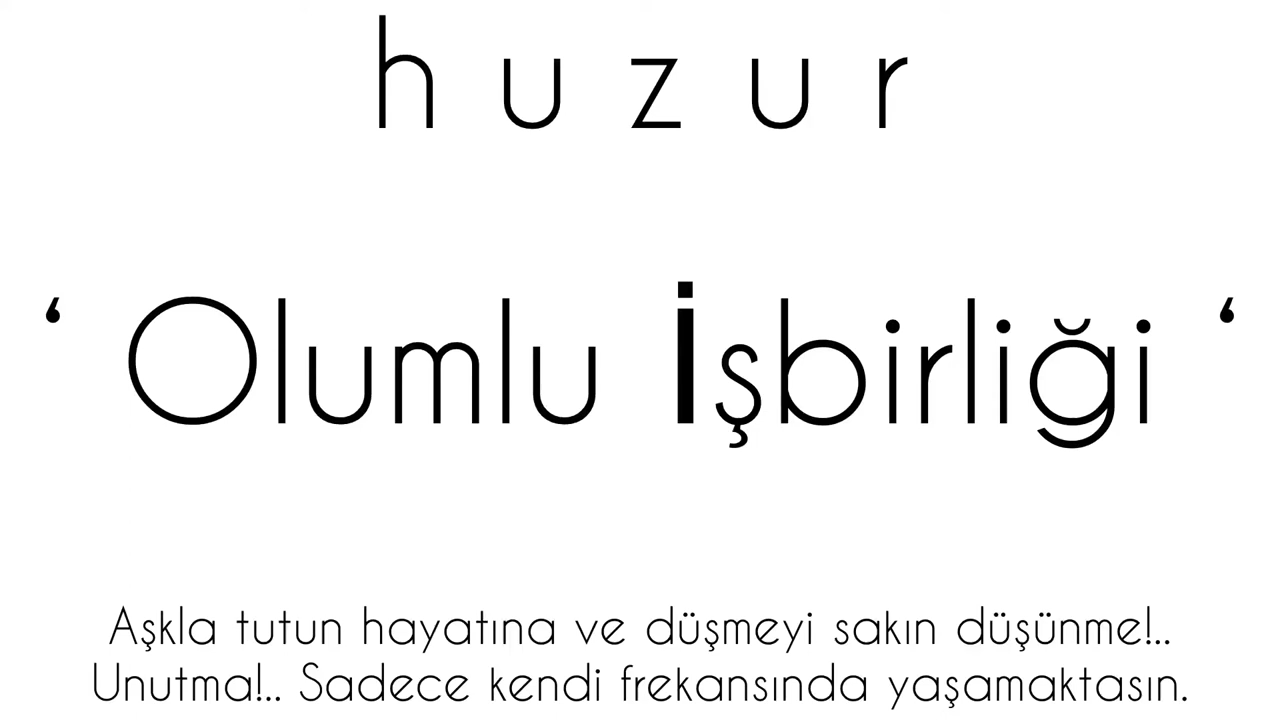 h u z u r
‘ Olumlu İşbirliği ‘
Aşkla tutun hayatına ve düşmeyi sakın düşünme!..
Unutma!.. Sadece kendi frekansında yaşamaktasın.